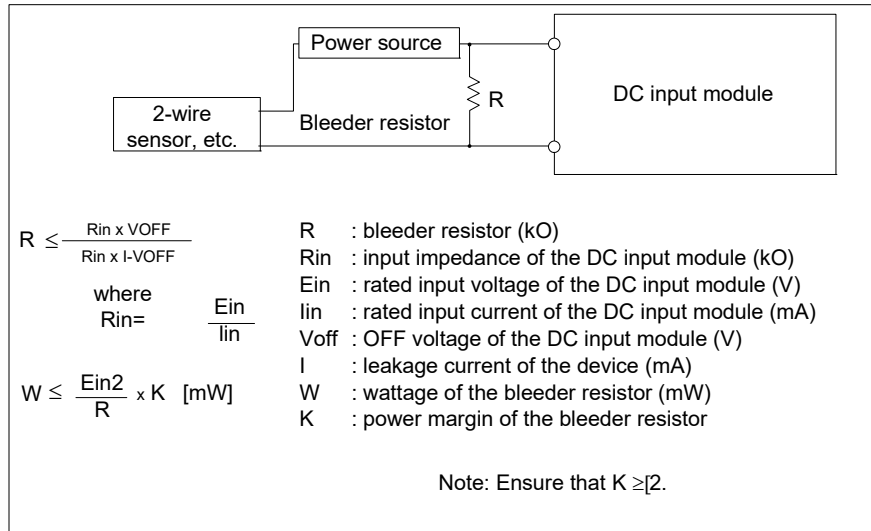 Power source
R
DC input module
2-wire
sensor, etc.
Bleeder resistor
R ≤ Rin x VOFF
Rin x I-VOFF
where
Rin= Ein
Iin
W ≤ Ein2 x K [mW]
R
R : bleeder resistor (kO)
Rin : input impedance of the DC input module (kO)
Ein : rated input voltage of the DC input module (V)
Iin : rated input current of the DC input module (mA)
Voff : OFF voltage of the DC input module (V)
I : leakage current of the device (mA)
W : wattage of the bleeder resistor (mW)
K : power margin of the bleeder resistor
Note: Ensure that K ≥[2.